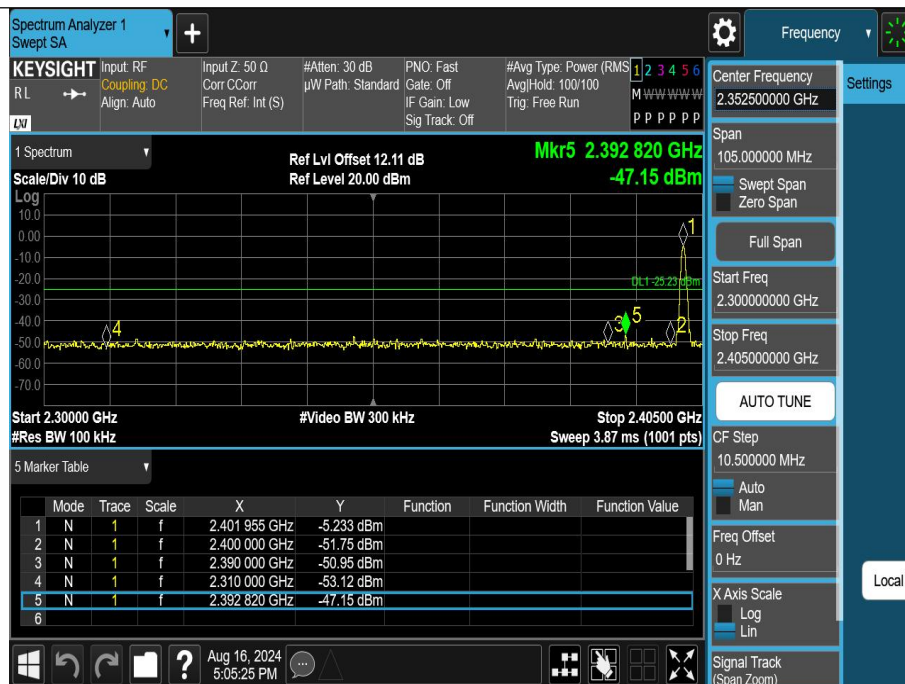 Spectrum Analyzer 1
Swept SA
+
Frequency
KEYSIGHT
RL
LXI
Input: RF
Coupling: DC
Align: Auto
Input Z: 50 Ω
Corr CCorr
Freq Ref: Int (S)
#Atten: 30 dB
µW Path: Standard
PNO: Fast
Gate: Off
IF Gain: Low
Sig Track: Off
#Avg Type: Power (RMS
Avg|Hold: 100/100
Trig: Free Run
1 2 3 4 5 6
M W W W W W
P P P P P P
1 Spectrum
Scale/Div 10 dB
Ref Lvl Offset 12.11 dB
Ref Level 20.00 dBm
Mkr5 2.392 820 GHz
-47.15 dBm
Log
10.0
0.00
-10.0
-20.0
-30.0
-40.0
-50.0
-60.0
-70.0
1
DL1 -25.23 dBm
4
3
5
2
Start 2.30000 GHz
#Video BW 300 kHz
Stop 2.40500 GHz
#Res BW 100 kHz
Sweep 3.87 ms (1001 pts)
5 Marker Table
Mode Trace Scale X Y Function Function Width Function Value
1 N 1 f 2.401 955 GHz -5.233 dBm
2 N 1 f 2.400 000 GHz -51.75 dBm
3 N 1 f 2.390 000 GHz -50.95 dBm
4 N 1 f 2.310 000 GHz -53.12 dBm
5 N 1 f 2.392 820 GHz -47.15 dBm
6
?
Aug 16, 2024
5:05:25 PM
Center Frequency
2.352500000 GHz
Span
105.000000 MHz
Swept Span
Zero Span
Full Span
Start Freq
2.300000000 GHz
Stop Freq
2.405000000 GHz
AUTO TUNE
CF Step
10.500000 MHz
Auto
Man
Freq Offset
0 Hz
X Axis Scale
Log
Lin
Signal Track
(Span Zoom)
Settings
Local